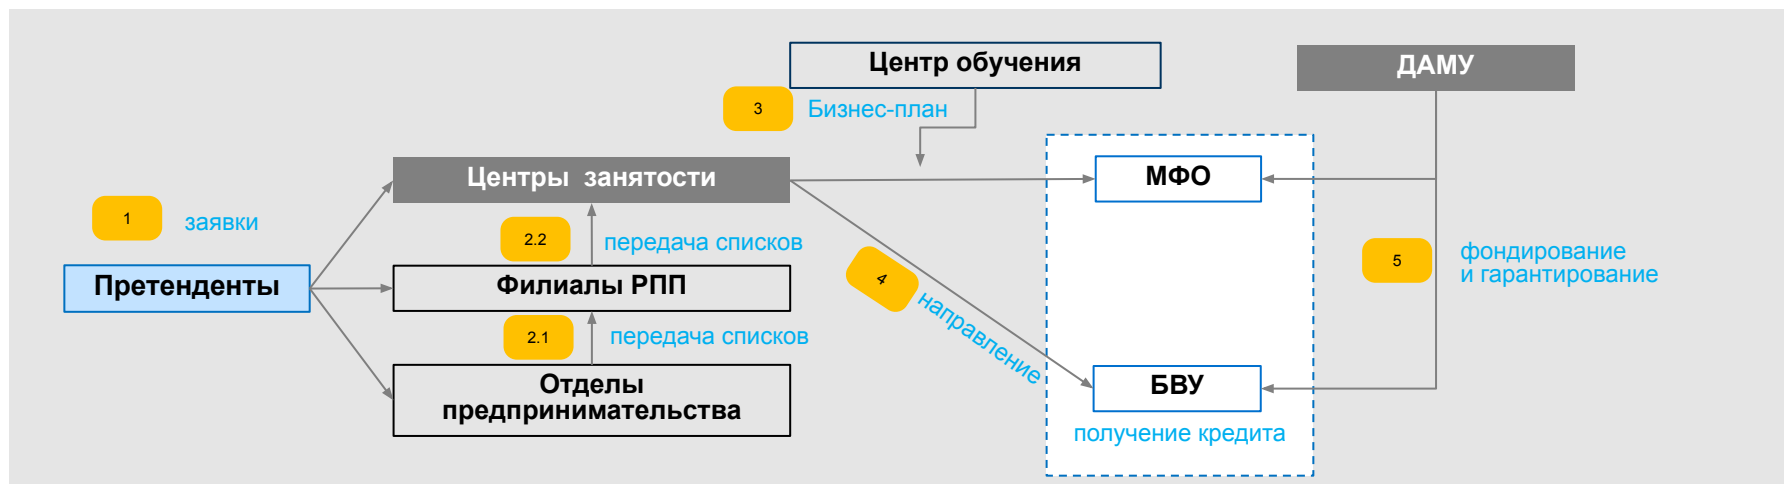 Центр обучения
ДАМУ
3
Бизнес-план
Центры занятости
МФО
1
заявки
2.2
передача списков
4
направление
5
фондирование
и гарантирование
Претенденты
Филиалы РПП
2.1
передача списков
Отделы
предпринимательства
БВУ
получение кредита